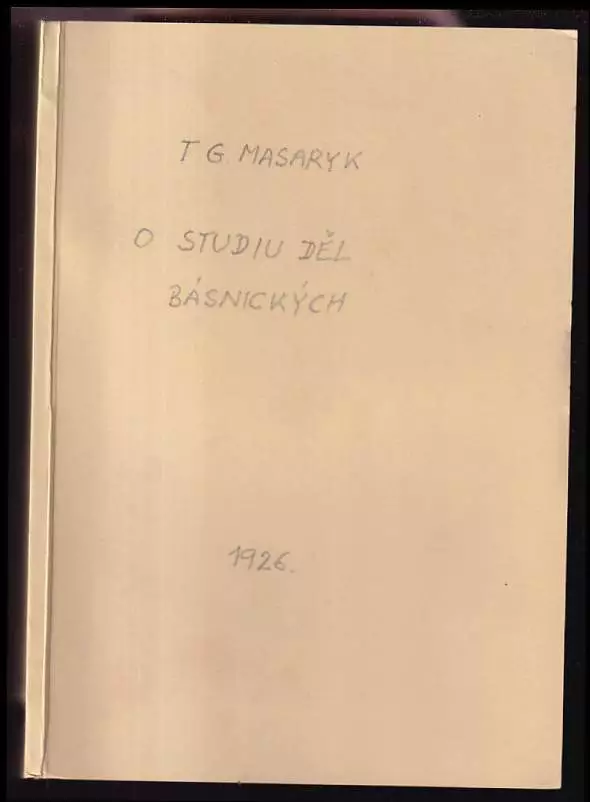 T G. MASARYK
O STUDIU DĚL
BÁSNICKÝCH
1926.